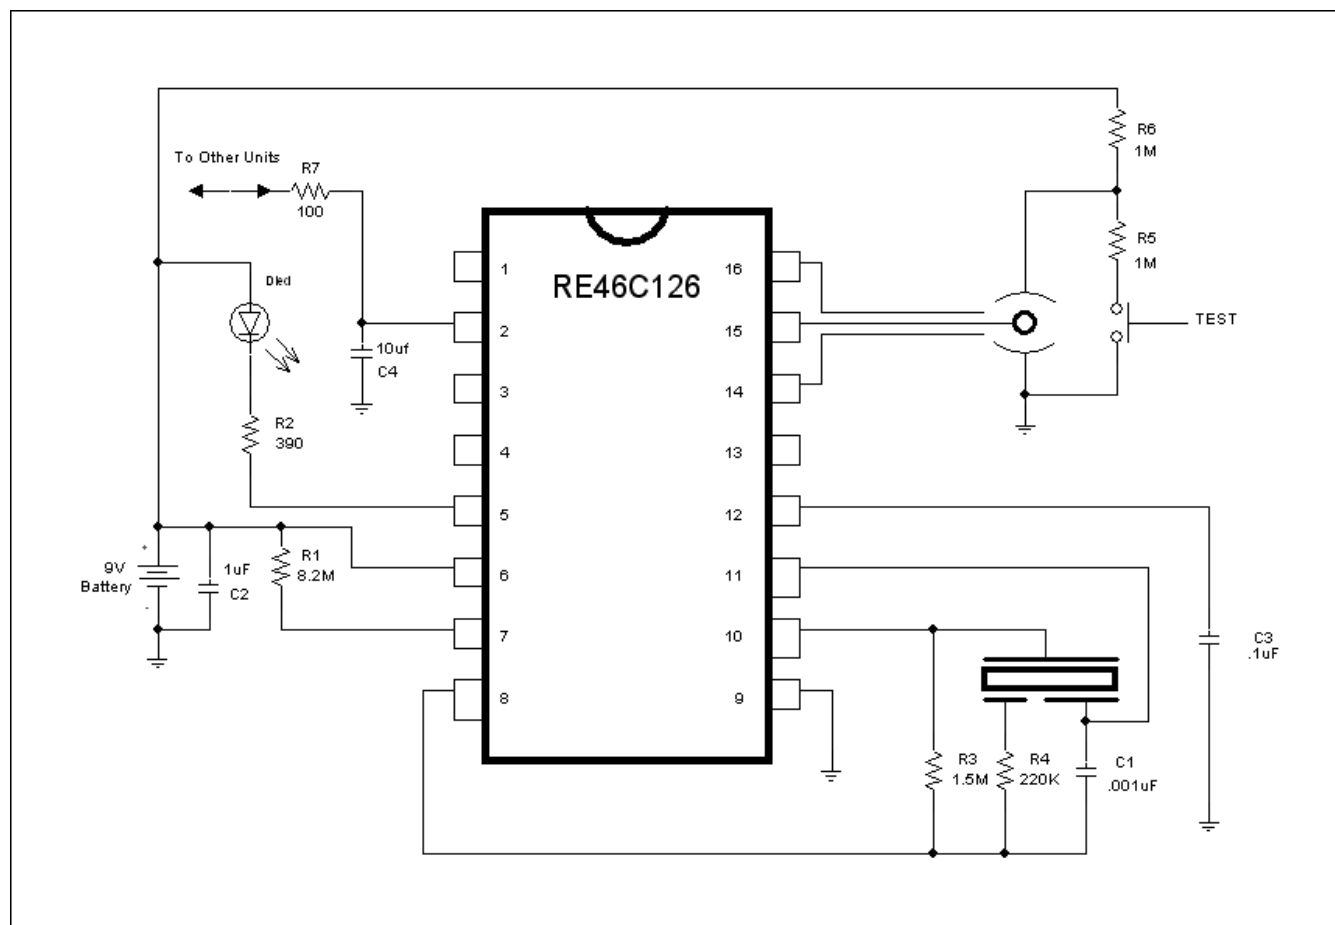 R6
1M
To Other Units
R7
100
R5
1M
Dled
1
16
RE46C126
2
15
TEST
10uf
C4
3
14
R2
390
4
13
5
12
+
9V
Battery
-
1uF
C2
R1
8.2M
6
11
7
10
C3
.1uF
8
9
R3
1.5M
R4
220K
C1
.001uF